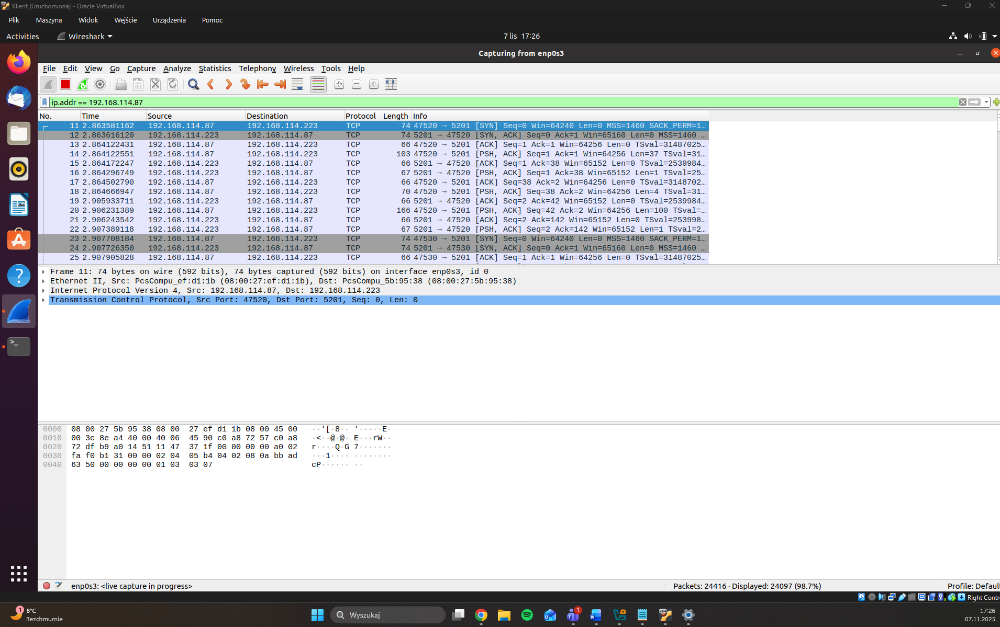 Klient [Uruchomiona] - Oracle VirtualBox
Plik Maszyna Widok Wejście Urządzenia Pomoc
Activities Wireshark 7 lis 17:26
Capturing from enp0s3
File Edit View Go Capture Analyze Statistics Telephony Wireless Tools Help
ip.addr == 192.168.114.87
No. Time Source Destination Protocol Length Info
11 2.863581162 192.168.114.87 192.168.114.223 TCP 74 47520 → 5201 [SYN] Seq=0 Win=64240 Len=0 MSS=1460 SACK_PERM=1…
12 2.863616120 192.168.114.223 192.168.114.87 TCP 74 5201 → 47520 [SYN, ACK] Seq=0 Ack=1 Win=65160 Len=0 MSS=1460 …
13 2.864122431 192.168.114.87 192.168.114.223 TCP 66 47520 → 5201 [ACK] Seq=1 Ack=1 Win=64256 Len=0 TSval=31487025…
14 2.864122551 192.168.114.87 192.168.114.223 TCP 103 47520 → 5201 [PSH, ACK] Seq=1 Ack=1 Win=64256 Len=37 TSval=31…
15 2.864172247 192.168.114.223 192.168.114.87 TCP 66 5201 → 47520 [ACK] Seq=1 Ack=38 Win=65152 Len=0 TSval=2539984…
16 2.864296749 192.168.114.223 192.168.114.87 TCP 67 5201 → 47520 [PSH, ACK] Seq=1 Ack=38 Win=65152 Len=1 TSval=25…
17 2.864502790 192.168.114.87 192.168.114.223 TCP 66 47520 → 5201 [ACK] Seq=38 Ack=2 Win=64256 Len=0 TSval=3148702…
18 2.864666947 192.168.114.87 192.168.114.223 TCP 70 47520 → 5201 [PSH, ACK] Seq=38 Ack=2 Win=64256 Len=4 TSval=31…
19 2.905933711 192.168.114.223 192.168.114.87 TCP 66 5201 → 47520 [ACK] Seq=2 Ack=42 Win=65152 Len=0 TSval=2539984…
20 2.906231389 192.168.114.87 192.168.114.223 TCP 166 47520 → 5201 [PSH, ACK] Seq=42 Ack=2 Win=64256 Len=100 TSval=…
21 2.906243542 192.168.114.223 192.168.114.87 TCP 66 5201 → 47520 [ACK] Seq=2 Ack=142 Win=65152 Len=0 TSval=253998…
22 2.907389118 192.168.114.223 192.168.114.87 TCP 67 5201 → 47520 [PSH, ACK] Seq=2 Ack=142 Win=65152 Len=1 TSval=2…
23 2.907708184 192.168.114.87 192.168.114.223 TCP 74 47530 → 5201 [SYN] Seq=0 Win=64240 Len=0 MSS=1460 SACK_PERM=1…
24 2.907726350 192.168.114.223 192.168.114.87 TCP 74 5201 → 47530 [SYN, ACK] Seq=0 Ack=1 Win=65160 Len=0 MSS=1460 …
25 2.907905828 192.168.114.87 192.168.114.223 TCP 66 47530 → 5201 [ACK] Seq=1 Ack=1 Win=64256 Len=0 TSval=31487025…
Frame 11: 74 bytes on wire (592 bits), 74 bytes captured (592 bits) on interface enp0s3, id 0
Ethernet II, Src: PcsCompu_ef:d1:1b (08:00:27:ef:d1:1b), Dst: PcsCompu_5b:95:38 (08:00:27:5b:95:38)
Internet Protocol Version 4, Src: 192.168.114.87, Dst: 192.168.114.223
Transmission Control Protocol, Src Port: 47520, Dst Port: 5201, Seq: 0, Len: 0
0000 08 00 27 5b 95 38 08 00 27 ef d1 1b 08 00 45 00 ··'[·8·· '·····E·
0010 00 3c 8e a4 40 00 40 06 45 90 c0 a8 72 57 c0 a8 ·<··@·@· E···rW··
0020 72 df b9 a0 14 51 11 47 37 1f 00 00 00 00 a0 02 r····Q·G 7·······
0030 fa f0 b1 31 00 00 02 04 05 b4 04 02 08 0a bb ad ···1···· ········
0040 63 50 00 00 00 00 01 03 03 07 cP······ ··
enp0s3: <live capture in progress> Packets: 24416 · Displayed: 24097 (98.7%) Profile: Defaul
Right Contr
1 8°C
Bezchmurnie
Wyszukaj
1
17:26
07.11.2025